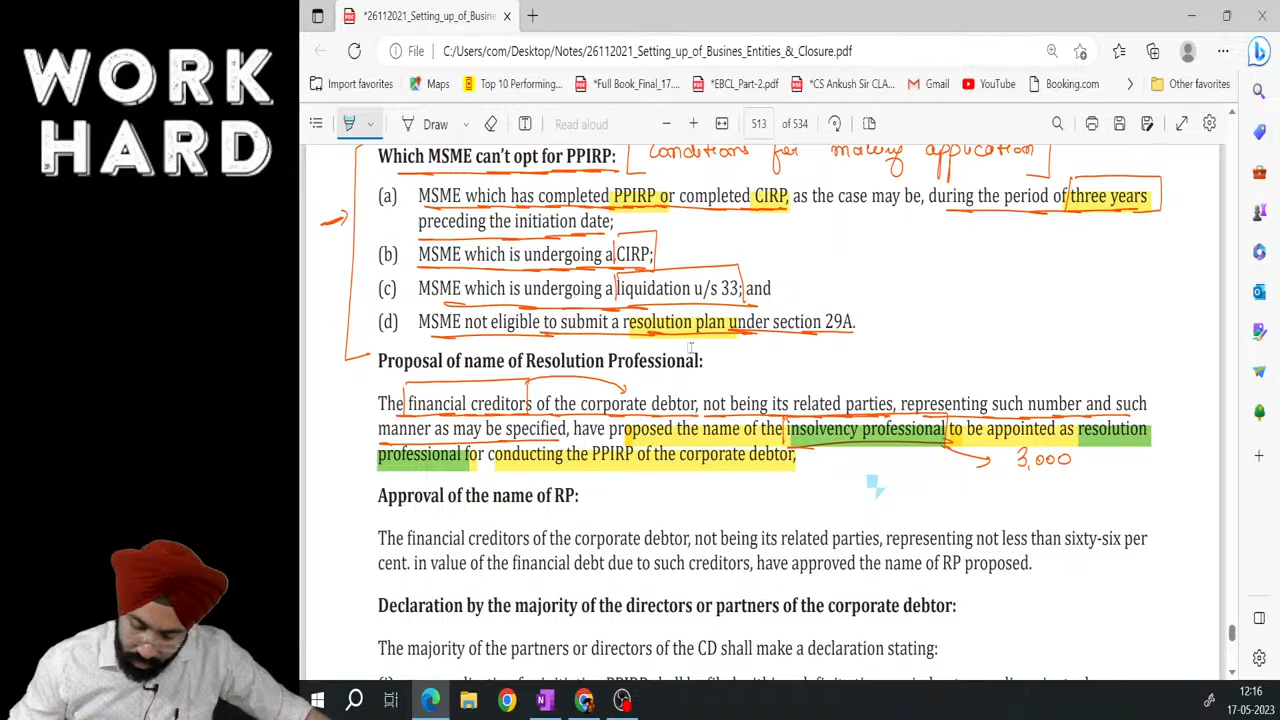 WORK
HARD
*26112021_Setting_up_of_Busine
File
C:/Users/com/Desktop/Notes/26112021_Setting_up_of_Busines_Entities_&_Closure.pdf
Import favorites
Maps
Top 10 Performing...
*Full Book_Final_17....
*EBCL_Part-2.pdf
*CS Ankush Sir CLA...
Gmail
YouTube
Booking.com
Other favorites
Draw
Read aloud
513
of 534
Which MSME can't opt for PPIRP:
Conditions for making application
(a) MSME which has completed PPIRP or completed CIRP, as the case may be, during the period of three years
preceding the initiation date;
(b) MSME which is undergoing a CIRP;
(c) MSME which is undergoing a liquidation u/s 33; and
(d) MSME not eligible to submit a resolution plan under section 29A.
Proposal of name of Resolution Professional:
The financial creditors of the corporate debtor, not being its related parties, representing such number and such
manner as may be specified, have proposed the name of the insolvency professional to be appointed as resolution
professional for conducting the PPIRP of the corporate debtor,
3,000
Approval of the name of RP:
The financial creditors of the corporate debtor, not being its related parties, representing not less than sixty-six per
cent. in value of the financial debt due to such creditors, have approved the name of RP proposed.
Declaration by the majority of the directors or partners of the corporate debtor:
The majority of the partners or directors of the CD shall make a declaration stating:
12:16
17-05-2023